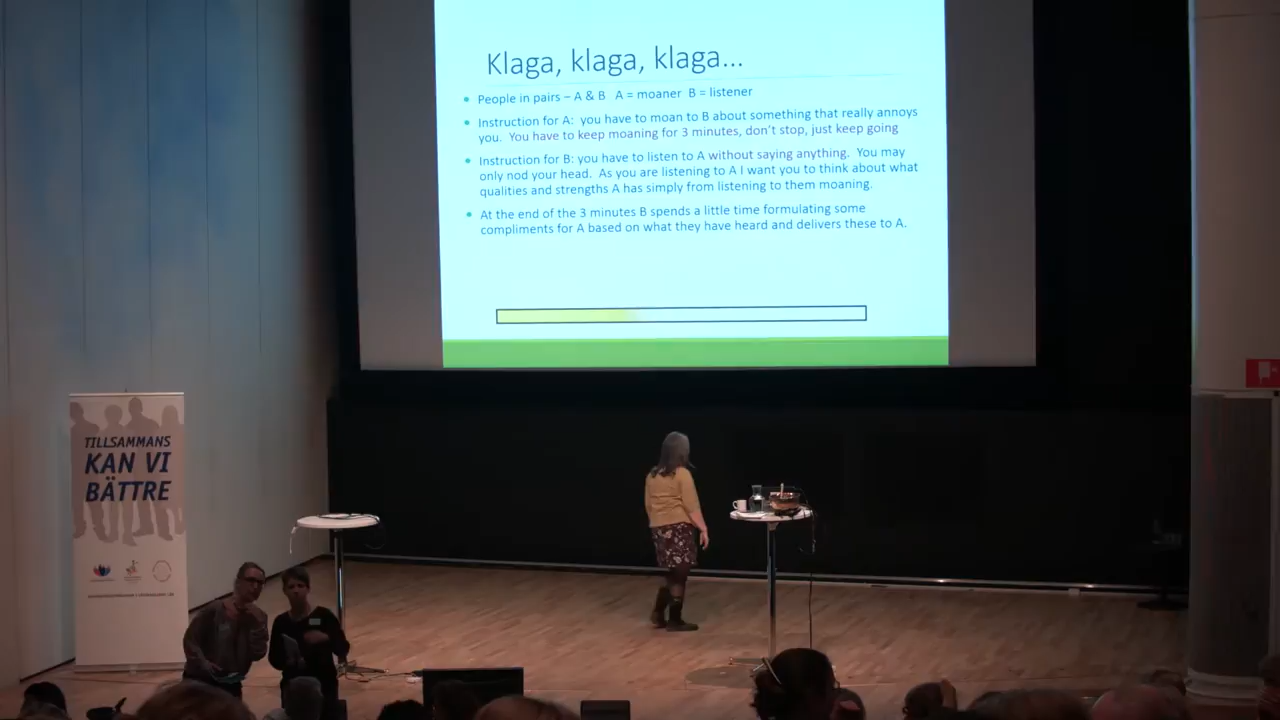 Klaga, klaga, klaga...
People in pairs – A & B A = moaner B = listener
Instruction for A: you have to moan to B about something that really annoys
you. You have to keep moaning for 3 minutes, don't stop, just keep going
Instruction for B: you have to listen to A without saying anything. You may
only nod your head. As you are listening to A I want you to think about what
qualities and strengths A has simply from listening to them moaning.
At the end of the 3 minutes B spends a little time formulating some
compliments for A based on what they have heard and delivers these to A.
TILLSAMMANS
KAN VI
BÄTTRE